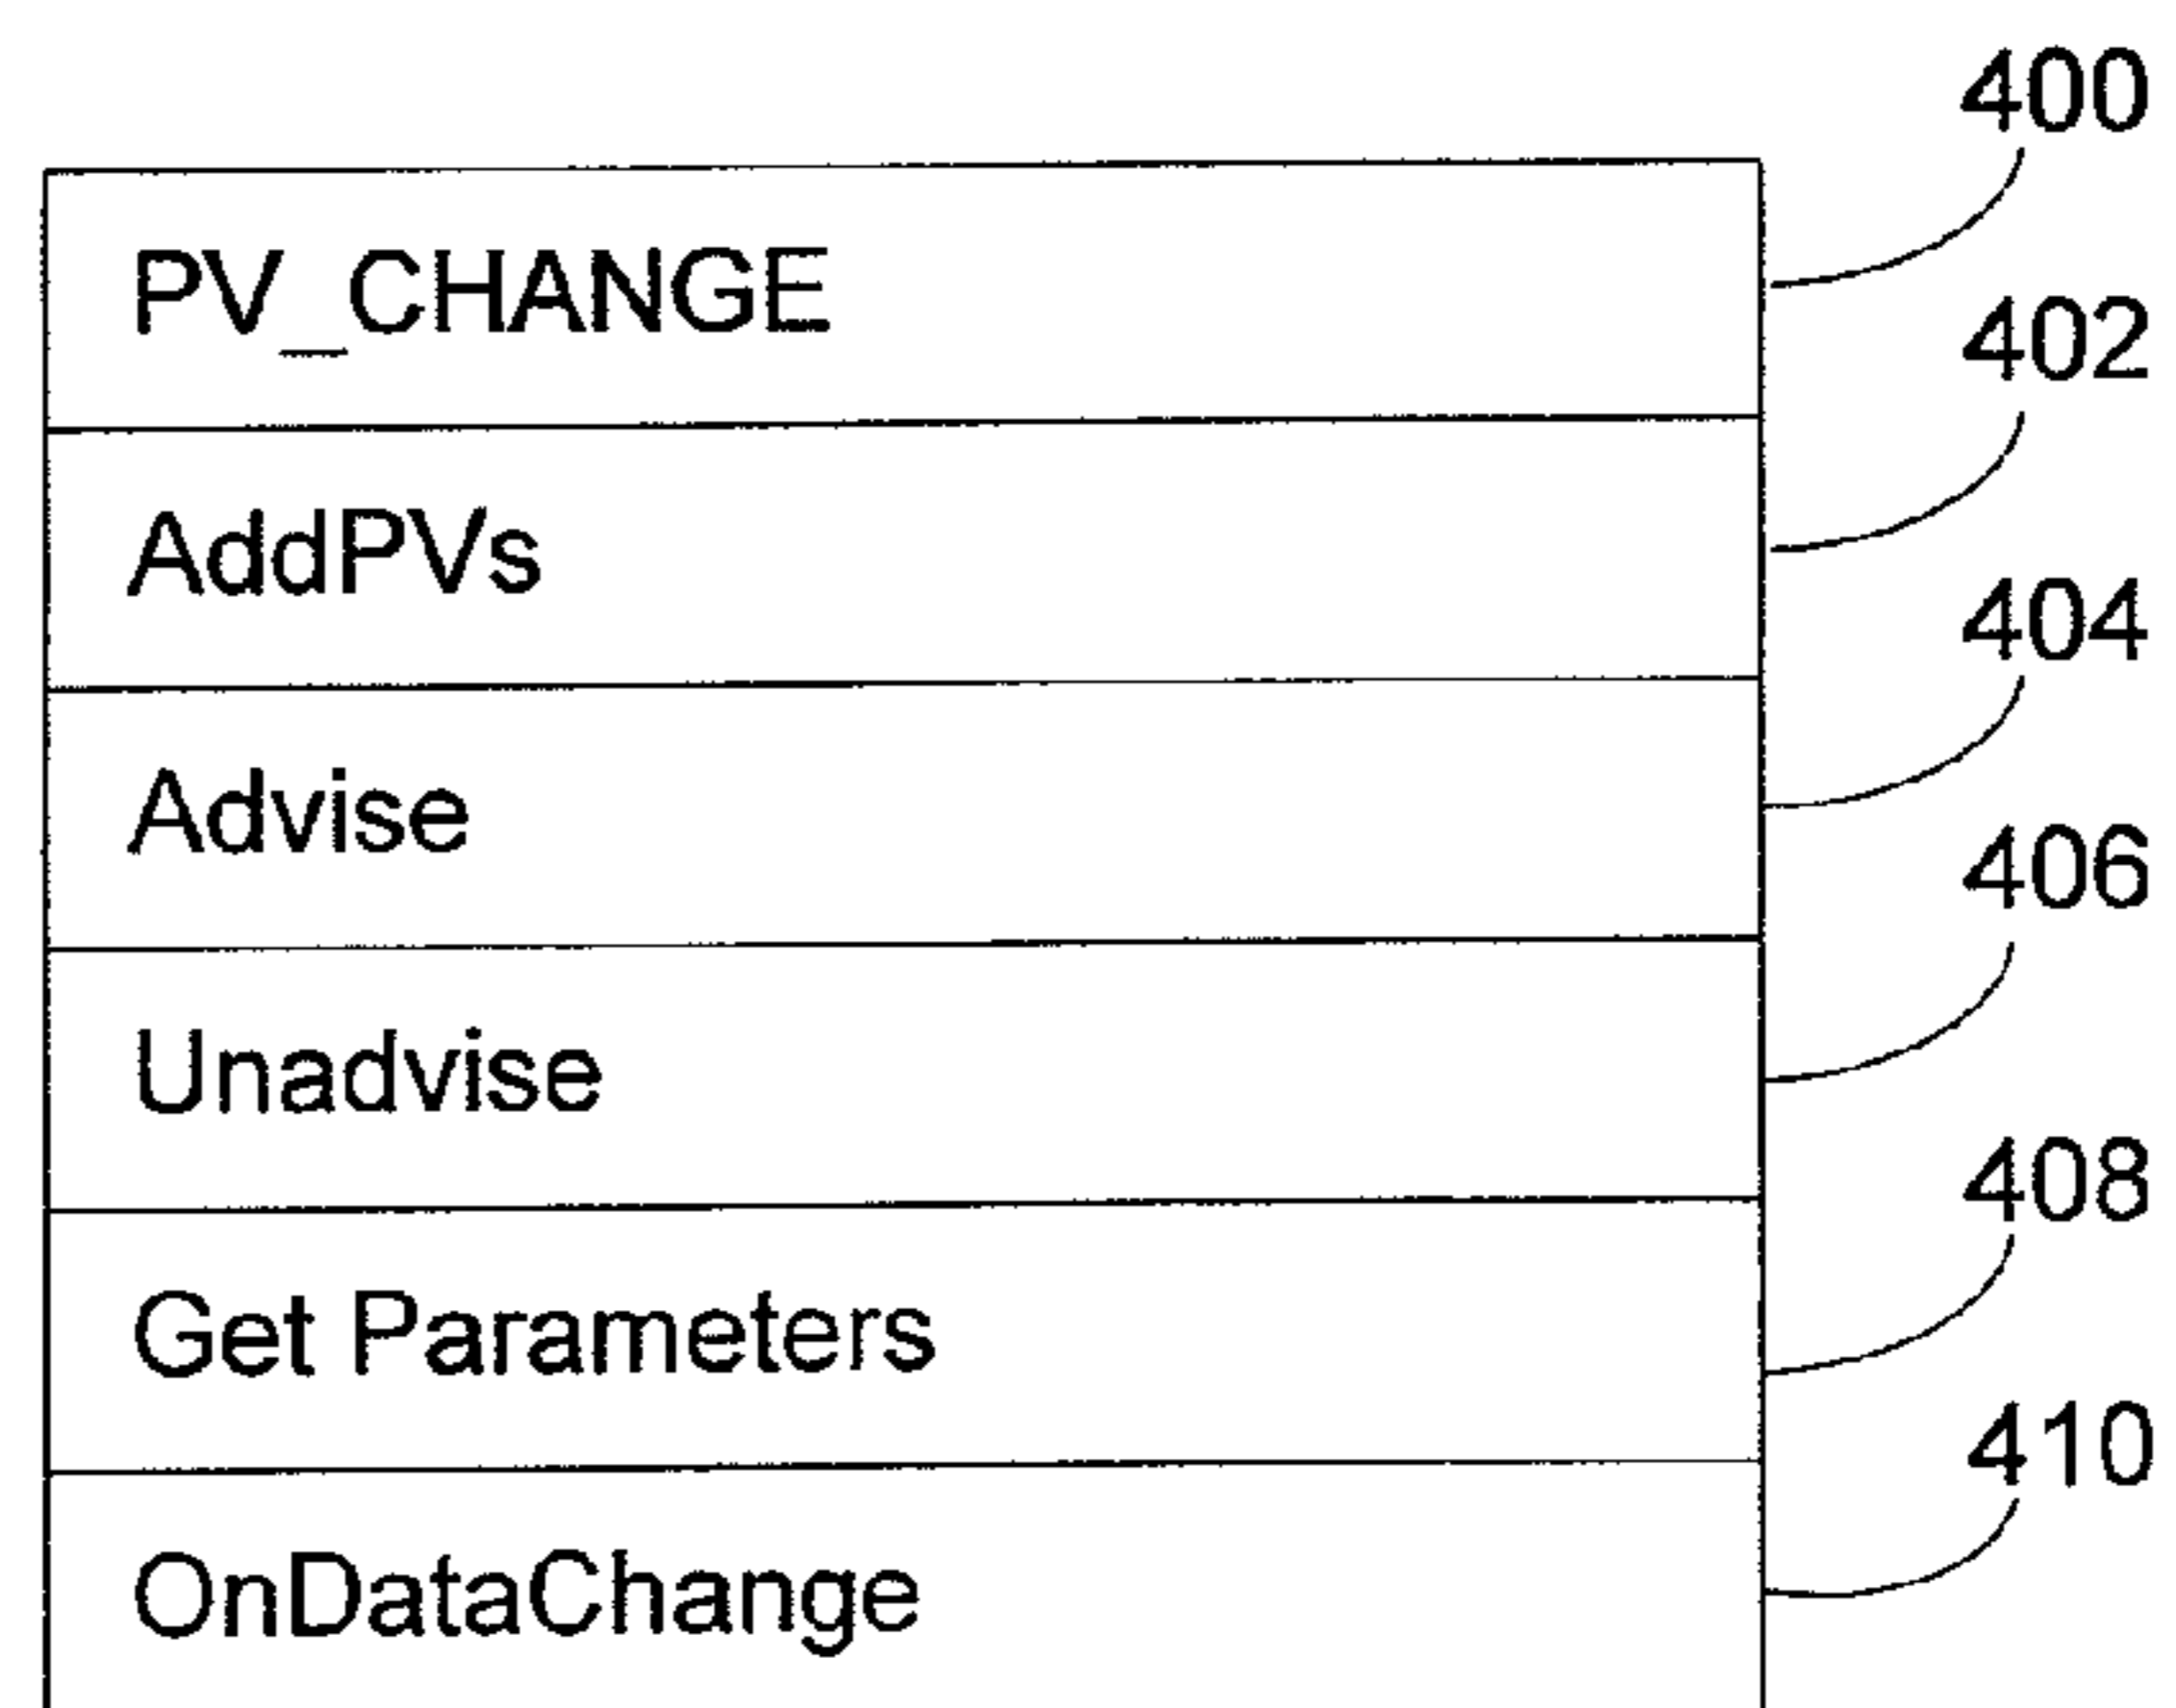 400
PV_CHANGE
402
AddPVs
404
Advise
406
Unadvise
408
Get Parameters
410
OnDataChange